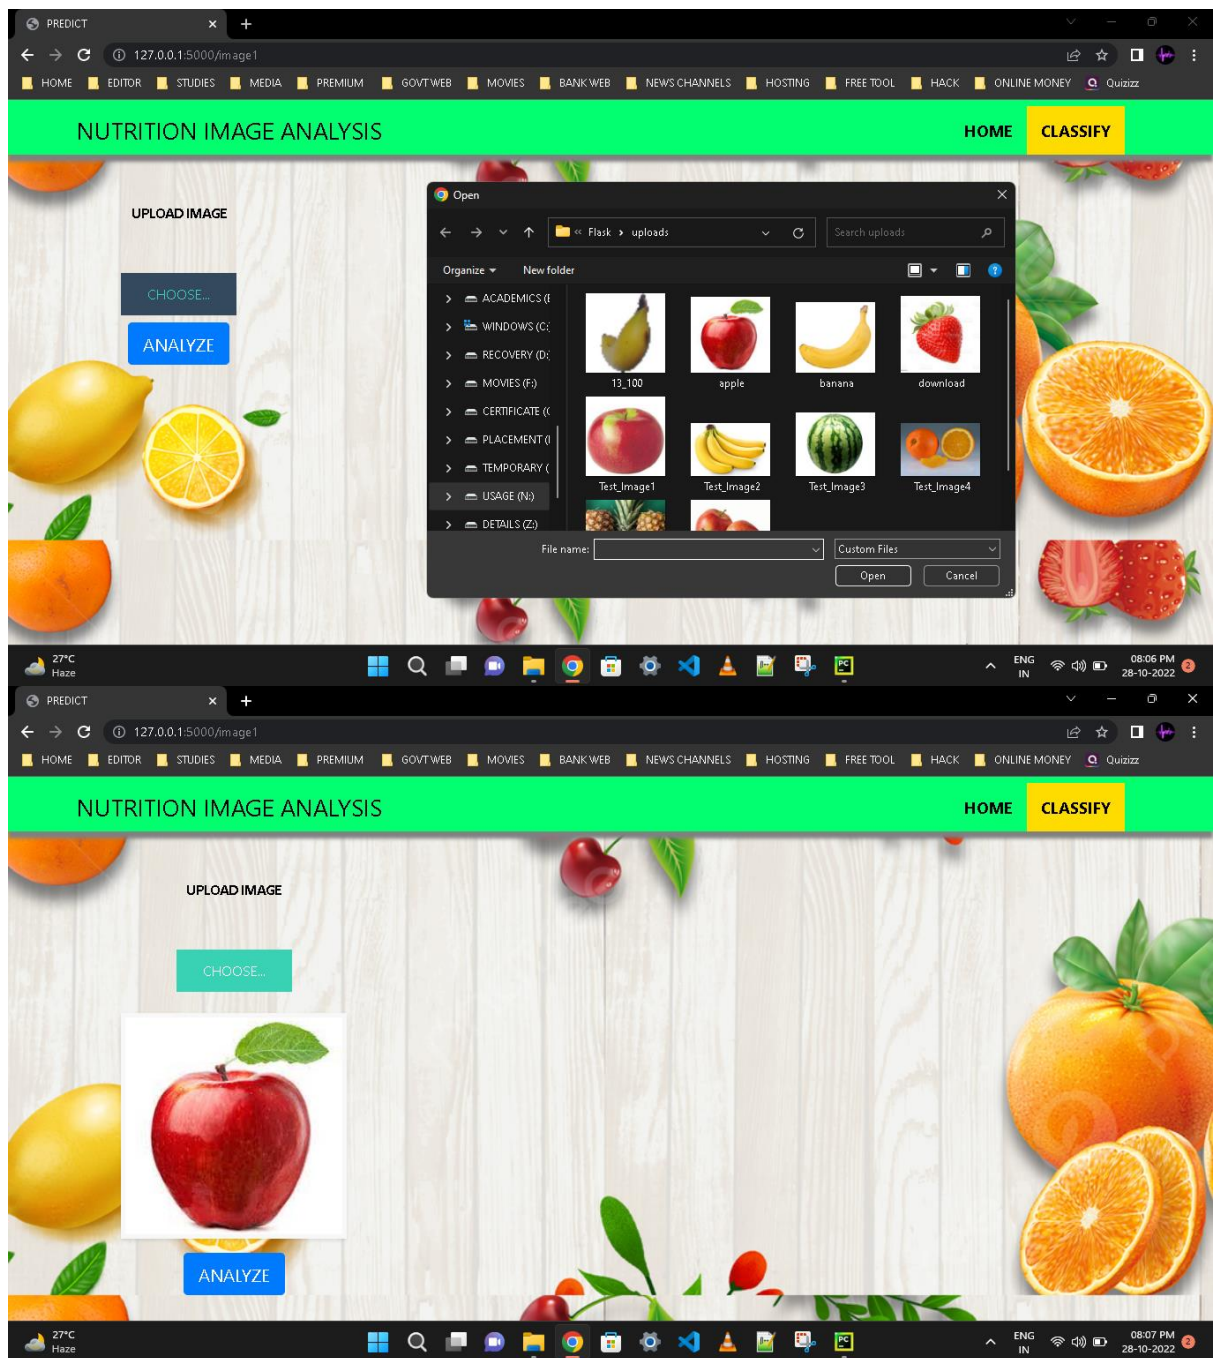 PREDICT
127.0.0.1:5000/image1
HOME EDITOR STUDIES MEDIA PREMIUM GOVT WEB MOVIES BANK WEB NEWS CHANNELS HOSTING FREE TOOL HACK ONLINE MONEY Quizizz
NUTRITION IMAGE ANALYSIS HOME CLASSIFY
UPLOAD IMAGE
CHOOSE...
ANALYZE
Open
« Flask › uploads Search uploads
Organize New folder
ACADEMICS (E
WINDOWS (C:)
RECOVERY (D:)
MOVIES (F:)
CERTIFICATE (
PLACEMENT (
TEMPORARY (
USAGE (N:)
DETAILS (Z:)
13_100 apple banana download
Test_Image1 Test_Image2 Test_Image3 Test_Image4
File name: Custom Files
Open Cancel
27°C
Haze
ENG
IN
08:06 PM
28-10-2022
2
PREDICT
127.0.0.1:5000/image1
HOME EDITOR STUDIES MEDIA PREMIUM GOVT WEB MOVIES BANK WEB NEWS CHANNELS HOSTING FREE TOOL HACK ONLINE MONEY Quizizz
NUTRITION IMAGE ANALYSIS HOME CLASSIFY
UPLOAD IMAGE
CHOOSE...
ANALYZE
27°C
Haze
ENG
IN
08:07 PM
28-10-2022
2